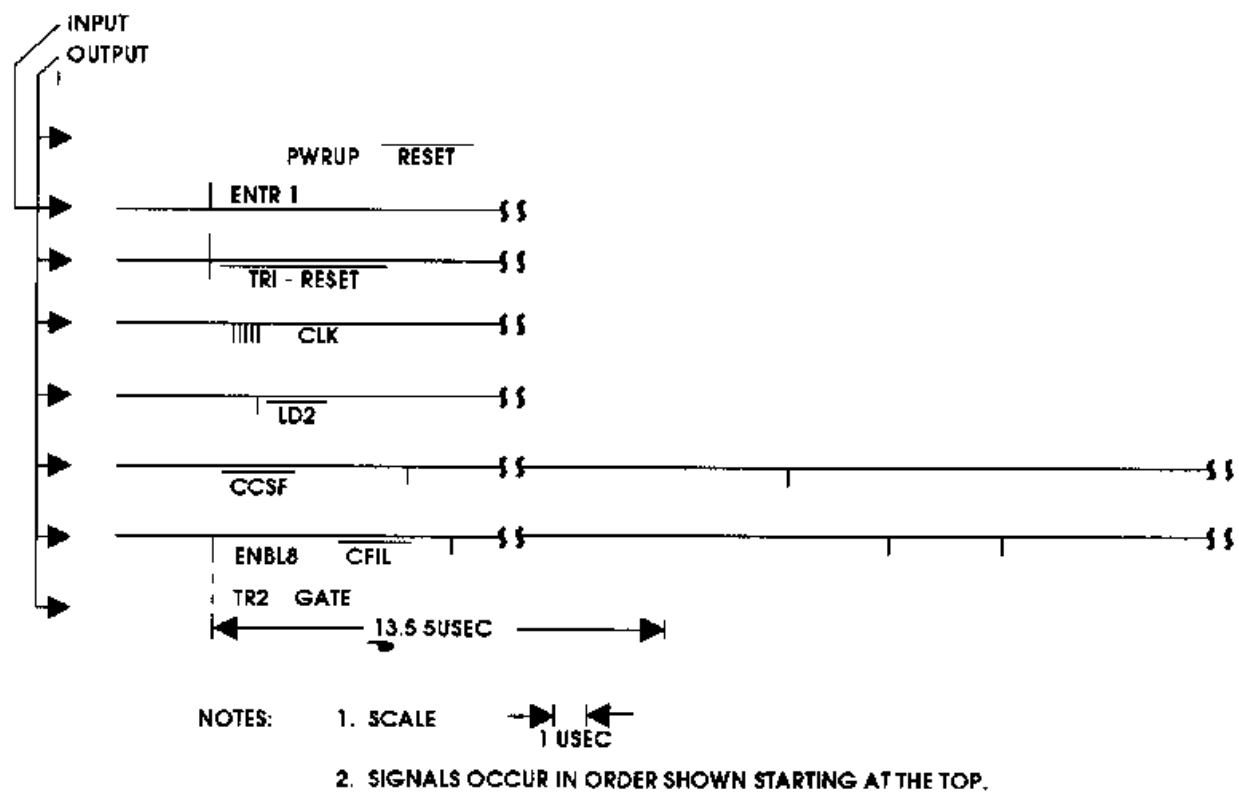 INPUT
OUTPUT
PWRUP RESET
ENTR 1
TRI - RESET
CLK
LD2
CCSF
ENBL8 CFIL
TR2 GATE
13.5 5USEC
NOTES: 1. SCALE
1 USEC
2. SIGNALS OCCUR IN ORDER SHOWN STARTING AT THE TOP.